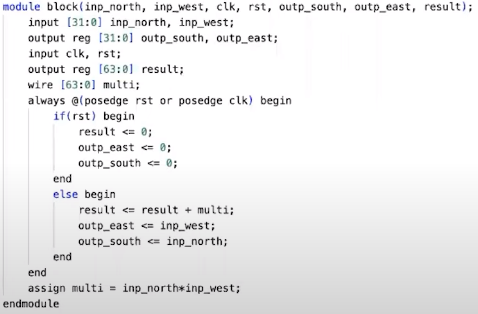 module block(inp_north, inp_west, clk, rst, outp_south, outp_east, result);
    input [31:0] inp_north, inp_west;
    output reg [31:0] outp_south, outp_east;
    input clk, rst;
    output reg [63:0] result;
    wire [63:0] multi;
    always @(posedge rst or posedge clk) begin
        if(rst) begin
            result <= 0;
            outp_east <= 0;
            outp_south <= 0;
        end
        else begin
            result <= result + multi;
            outp_east <= inp_west;
            outp_south <= inp_north;
        end
    end
    assign multi = inp_north*inp_west;
endmodule